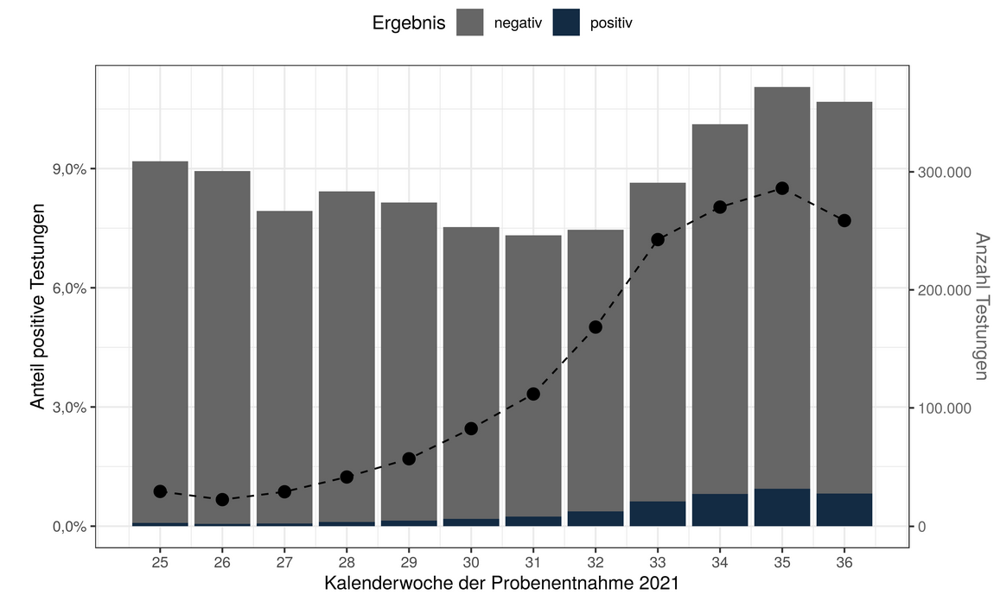 Ergebnis negativ positiv
Anteil positive Testungen
9,0%
6,0%
3,0%
0,0%
300.000
200.000
100.000
0
Anzahl Testungen
25 26 27 28 29 30 31 32 33 34 35 36
Kalenderwoche der Probenentnahme 2021